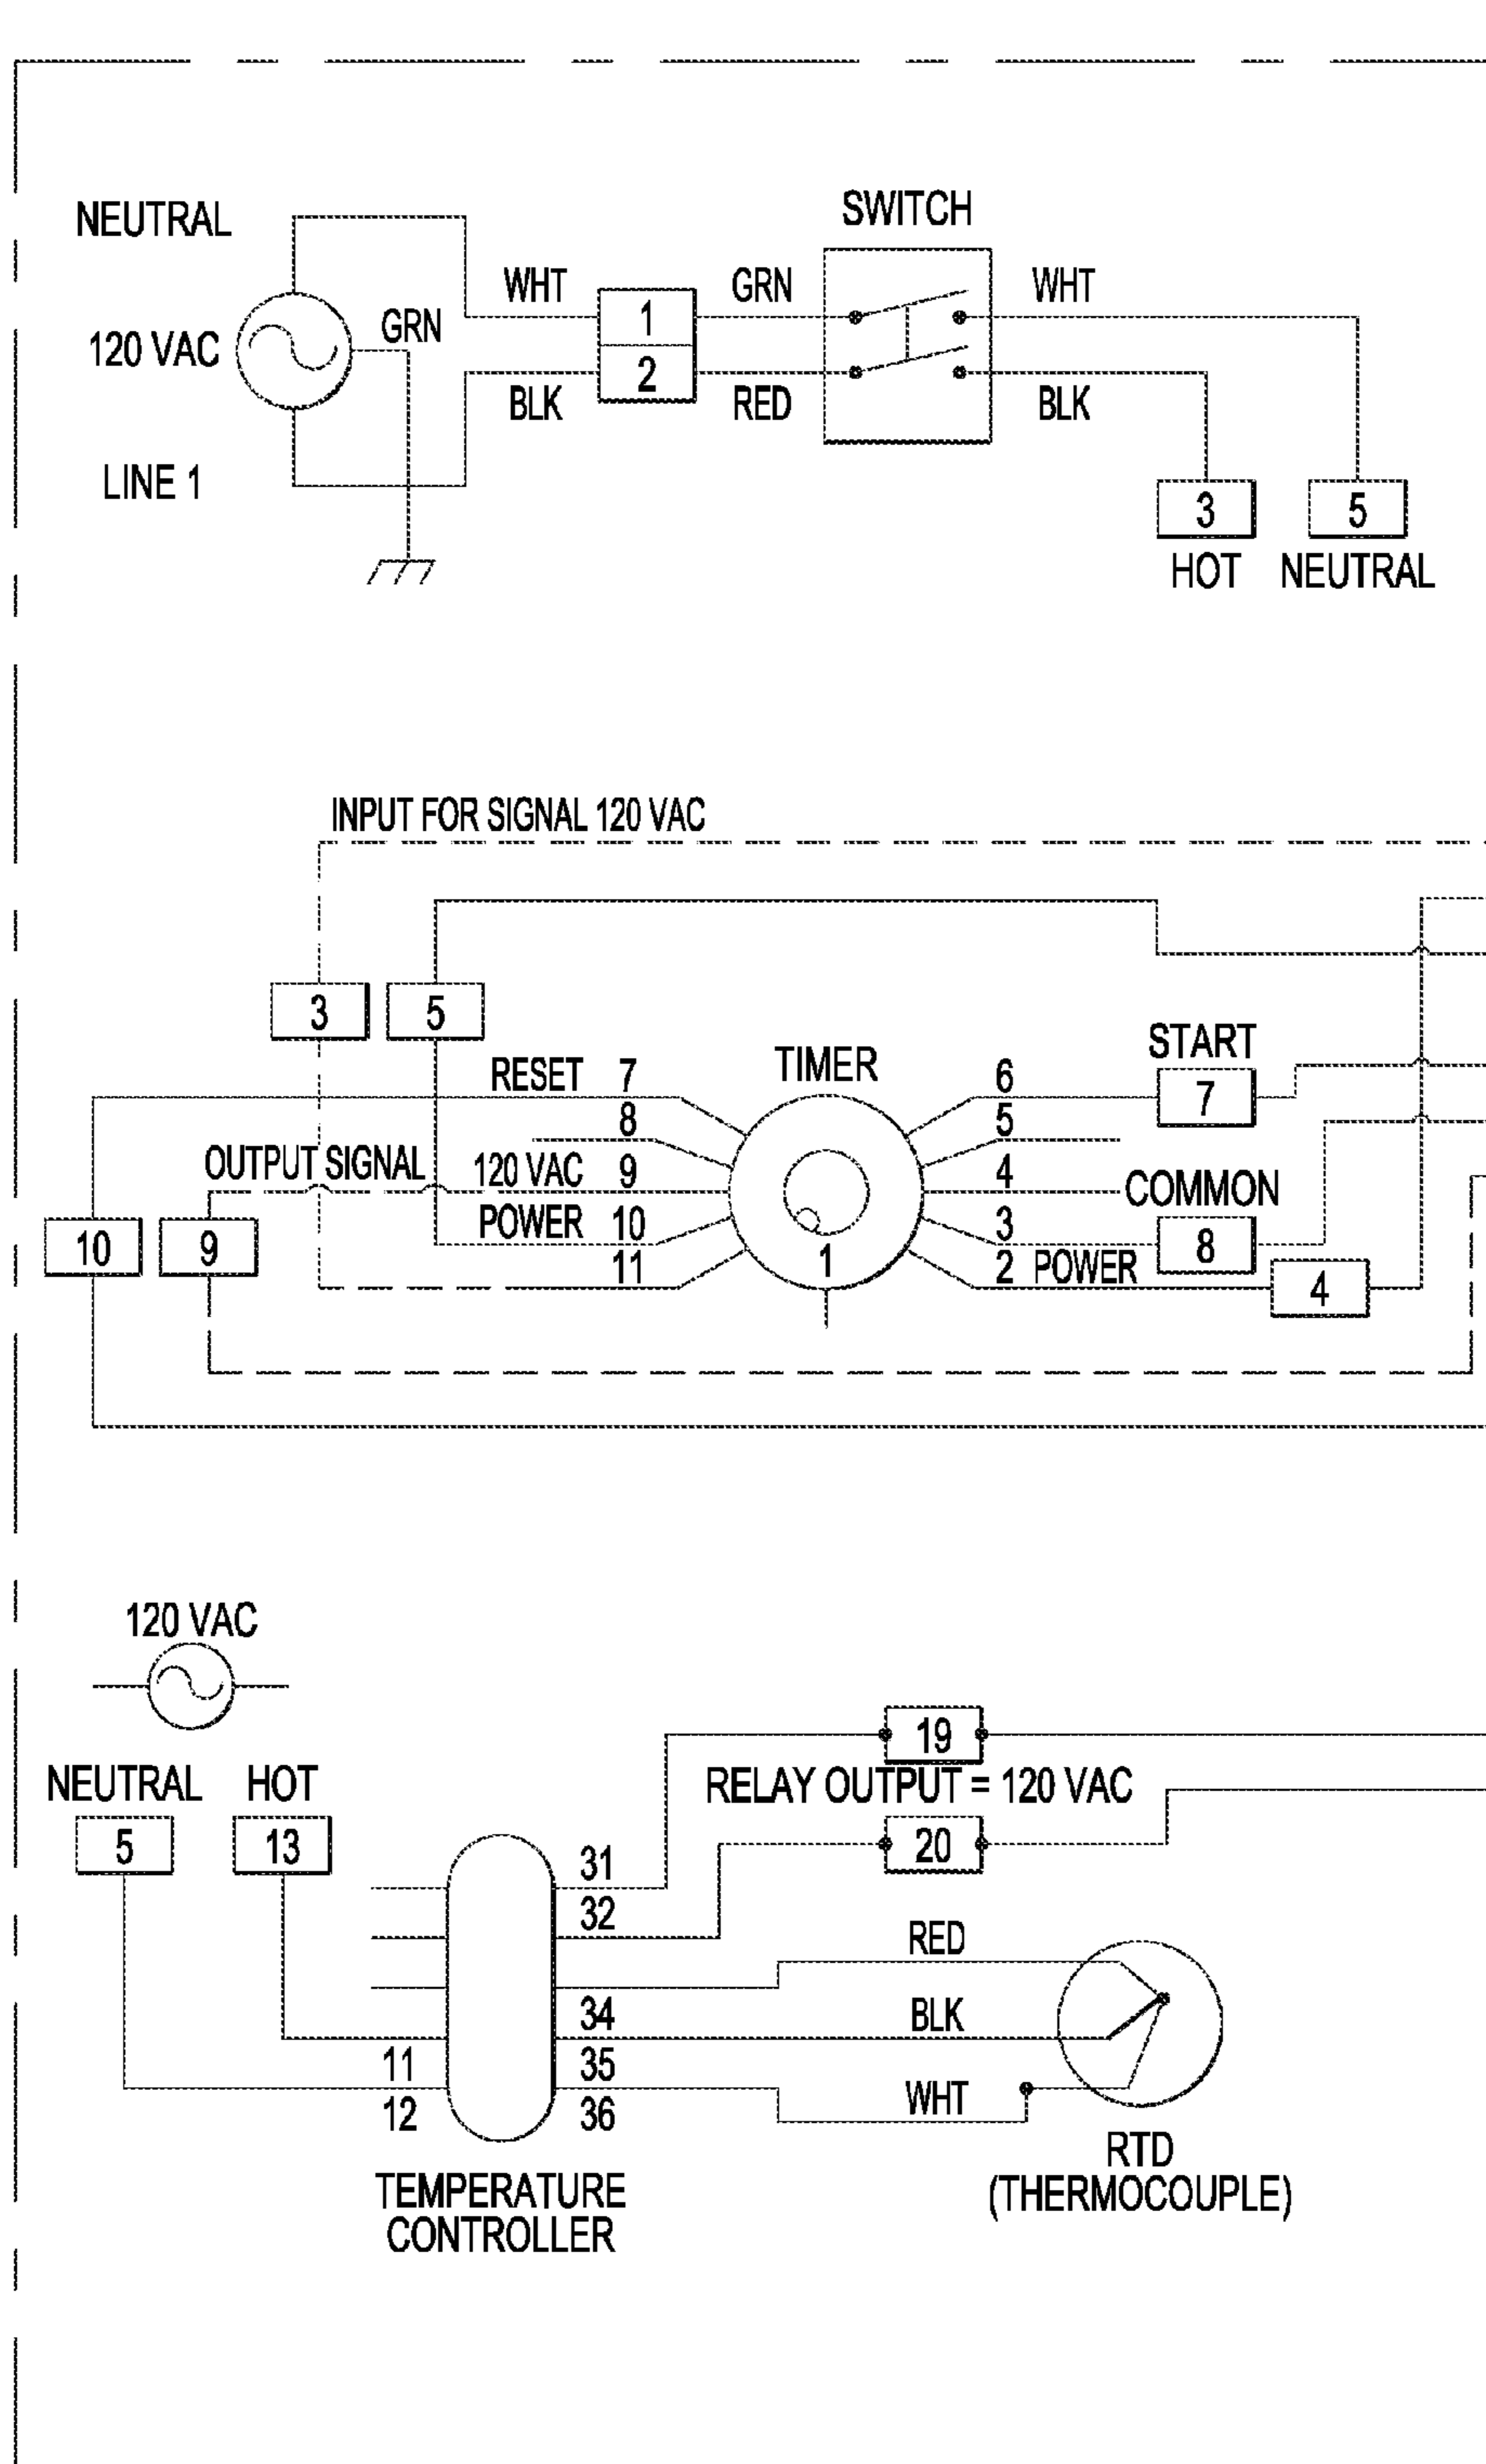 SWITCH
NEUTRAL
WHT
GRN
WHT
1
GRN
120 VAC
2
BLK
RED
BLK
LINE 1
3
5
HOT
NEUTRAL
INPUT FOR SIGNAL 120 VAC
3
5
START
TIMER
RESET
7
6
7
8
5
OUTPUT SIGNAL
120 VAC
9
4
COMMON
POWER
10
3
10
9
8
11
1
2
POWER
4
120 VAC
19
NEUTRAL
HOT
RELAY OUTPUT = 120 VAC
5
13
20
31
32
RED
34
BLK
11
35
12
36
WHT
RTD
(THERMOCOUPLE)
TEMPERATURE
CONTROLLER